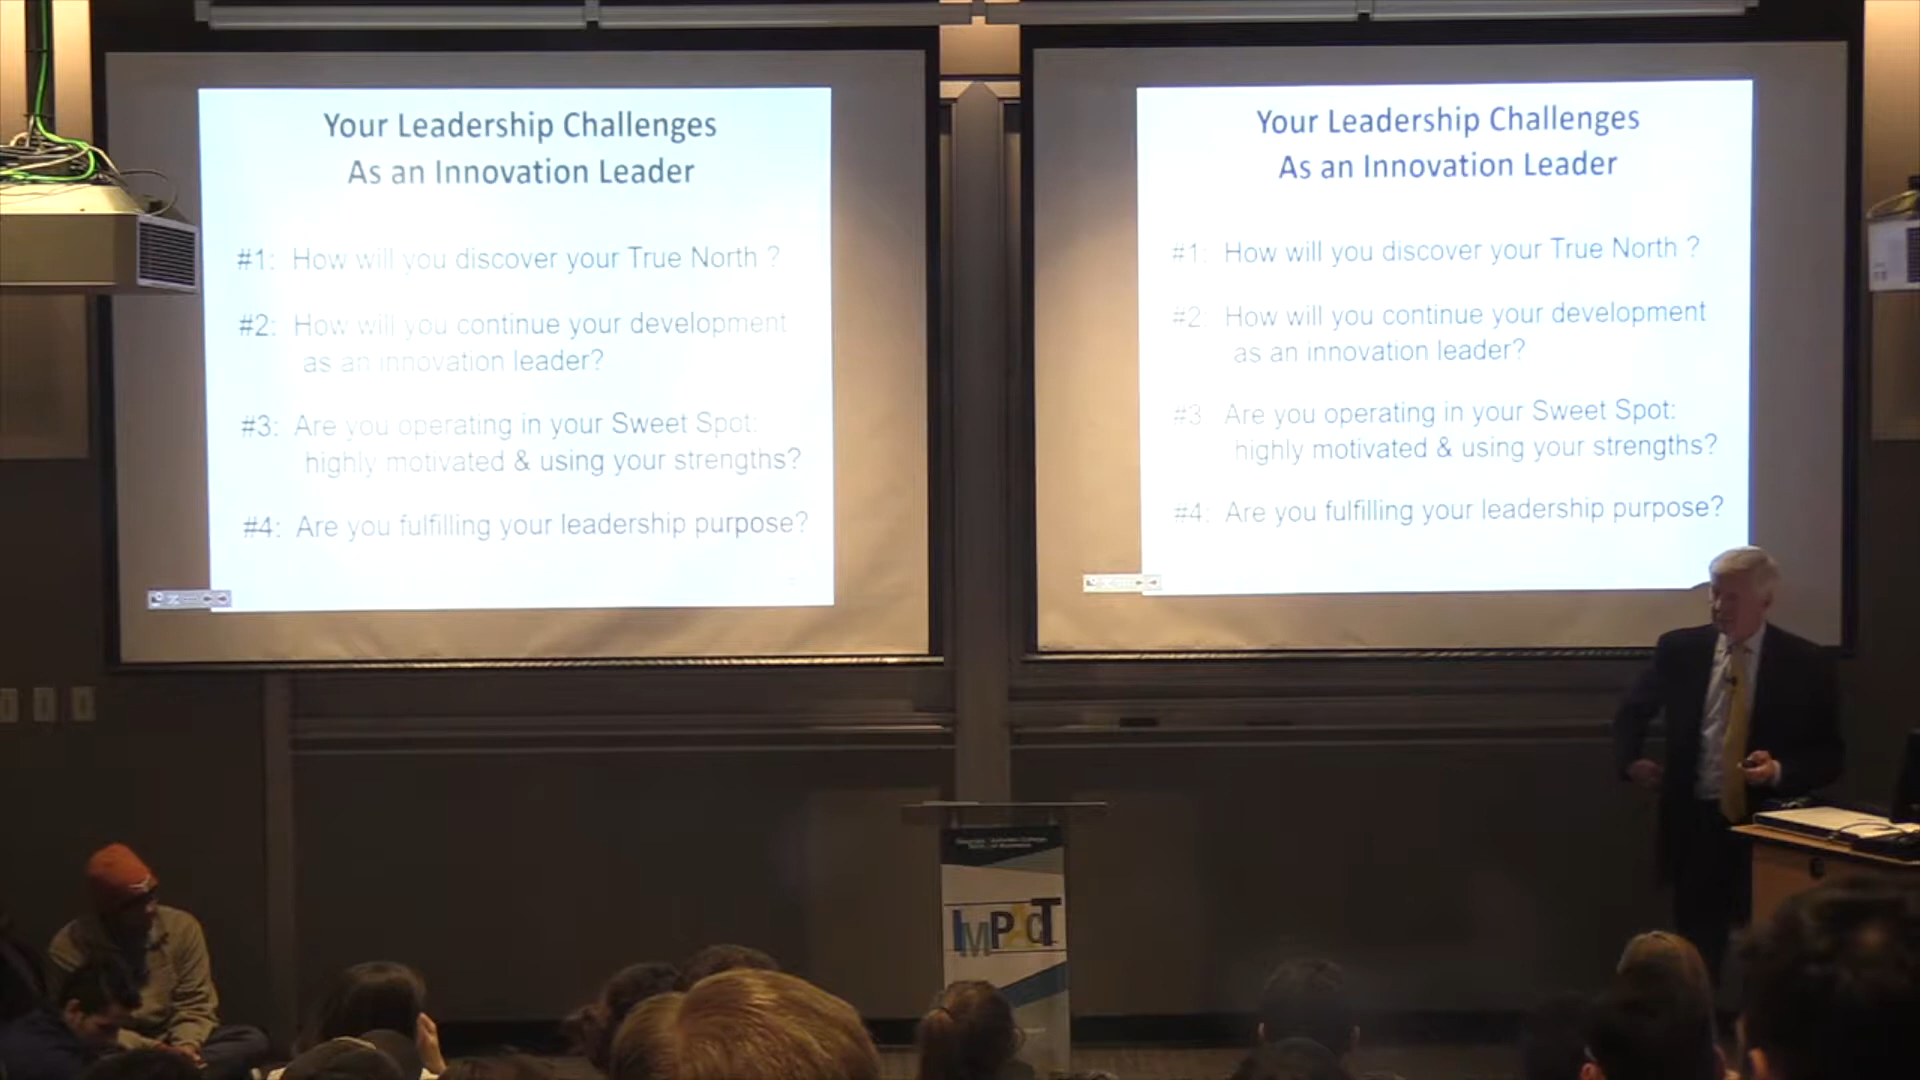 Your Leadership Challenges
As an Innovation Leader
#1: How will you discover your True North ?
#2: How will you continue your development
as an innovation leader?
#3: Are you operating in your Sweet Spot:
highly motivated & using your strengths?
#4: Are you fulfilling your leadership purpose?
Your Leadership Challenges
As an Innovation Leader
#1: How will you discover your True North ?
#2: How will you continue your development
as an innovation leader?
#3 Are you operating in your Sweet Spot:
highly motivated & using your strengths?
#4: Are you fulfilling your leadership purpose?
IMPACT